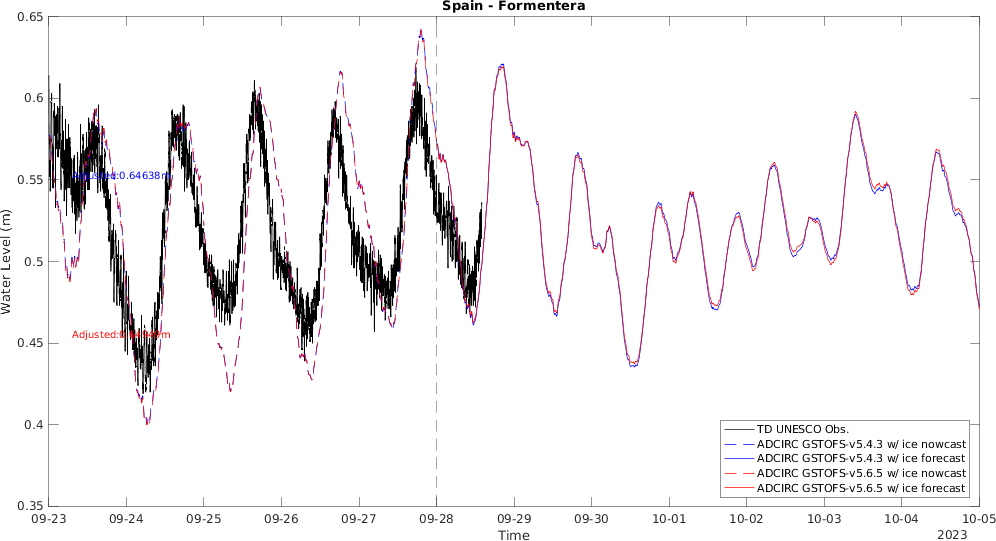 Spain - Formentera
0.65
0.6
0.55
0.5
0.45
0.4
0.35
Water Level (m)
Adjusted:0.64638m
09-23
09-24
09-25
09-26
09-27
09-28
09-29
09-30
10-01
10-02
10-03
10-04
10-05
Time
2023
TD UNESCO Obs.
ADCIRC GSTOFS-v5.4.3 w/ ice nowcast
ADCIRC GSTOFS-v5.4.3 w/ ice forecast
ADCIRC GSTOFS-v5.6.5 w/ ice nowcast
ADCIRC GSTOFS-v5.6.5 w/ ice forecast